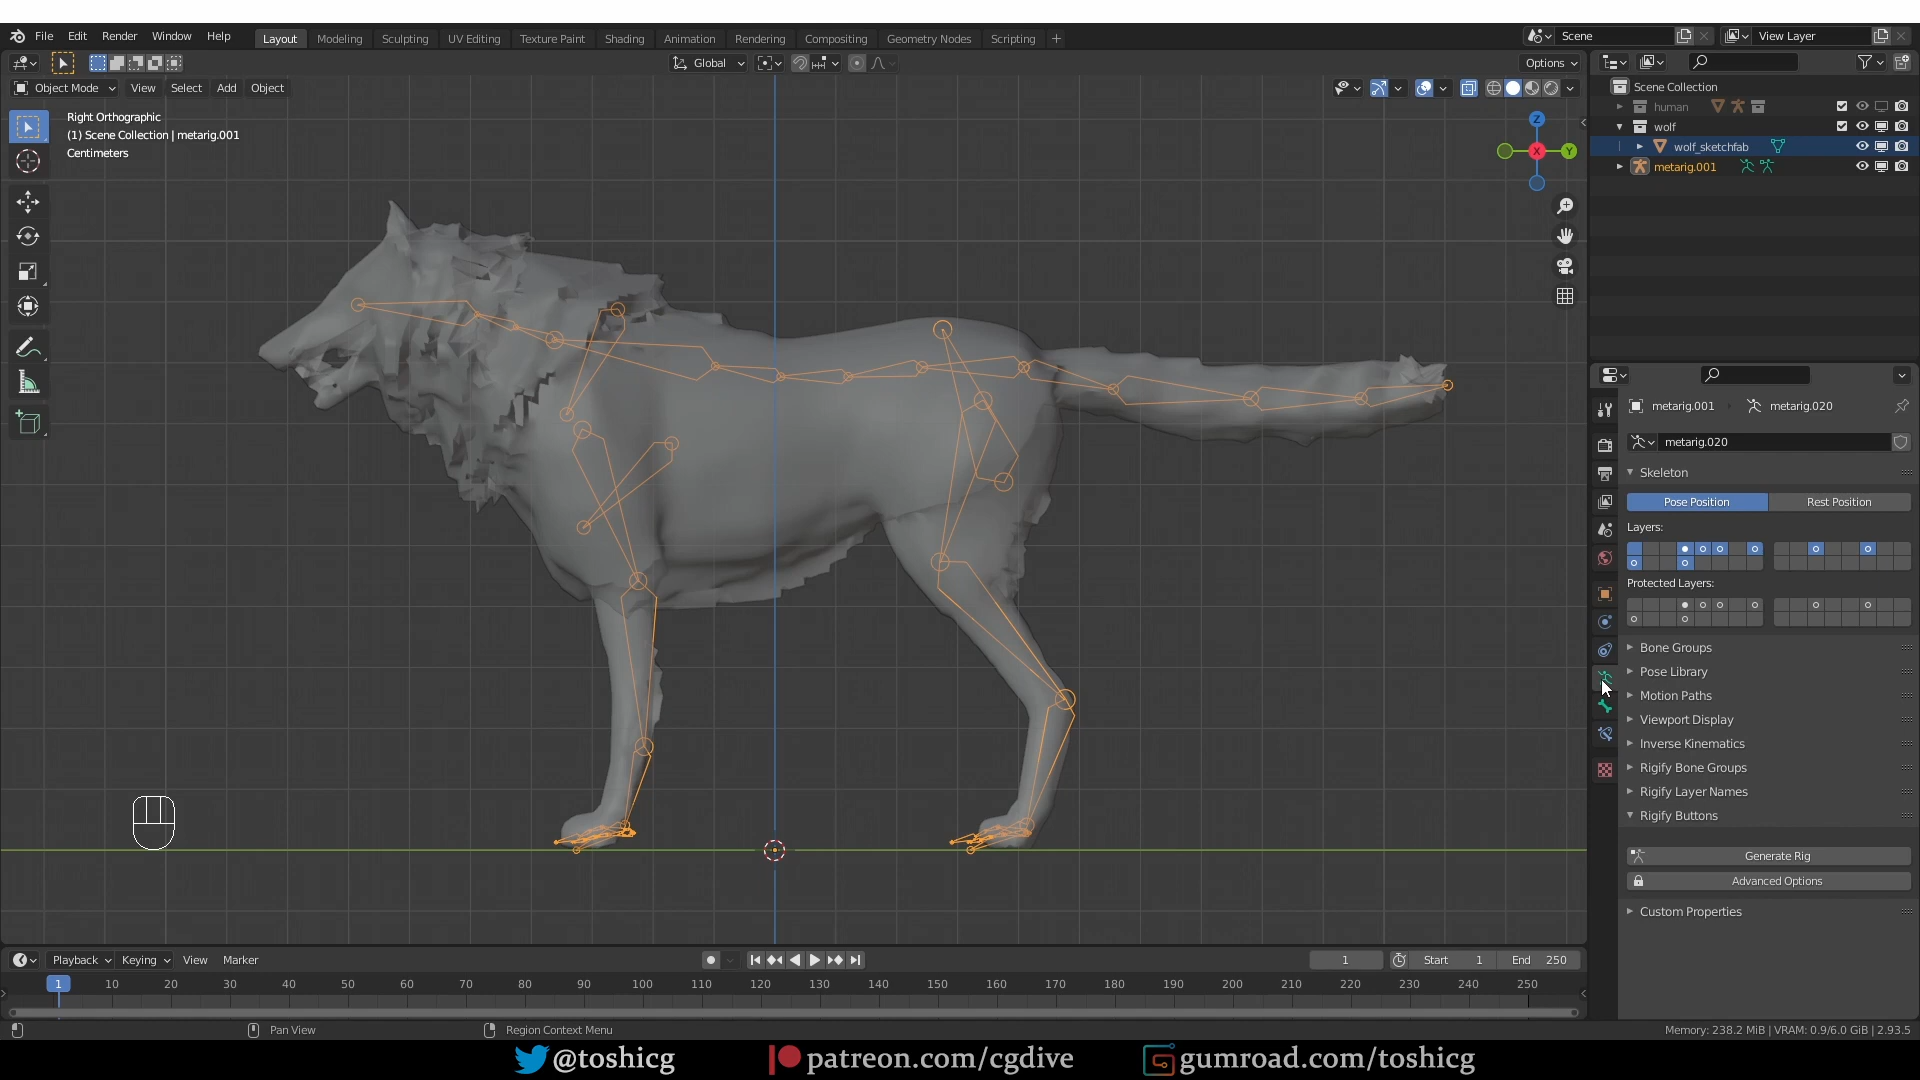 File Edit Render Window Help Layout Modeling Sculpting UV Editing Texture Paint Shading Animation Rendering Compositing Geometry Nodes Scripting + Scene View Layer
Global Options
Object Mode View Select Add Object
Right Orthographic
(1) Scene Collection | metarig.001
Centimeters
Z
X
Y
Scene Collection
human
wolf
wolf_sketchfab
metarig.001
metarig.001 metarig.020
metarig.020
Skeleton
Pose Position Rest Position
Layers:
Protected Layers:
Bone Groups
Pose Library
Motion Paths
Viewport Display
Inverse Kinematics
Rigify Bone Groups
Rigify Layer Names
Rigify Buttons
Generate Rig
Advanced Options
Custom Properties
Playback Keying View Marker 1 Start 1 End 250
1 10 20 30 40 50 60 70 80 90 100 110 120 130 140 150 160 170 180 190 200 210 220 230 240 250
Pan View Region Context Menu Memory: 238.2 MiB | VRAM: 0.9/6.0 GiB | 2.93.5
@toshicg patreon.com/cgdive gumroad.com/toshicg